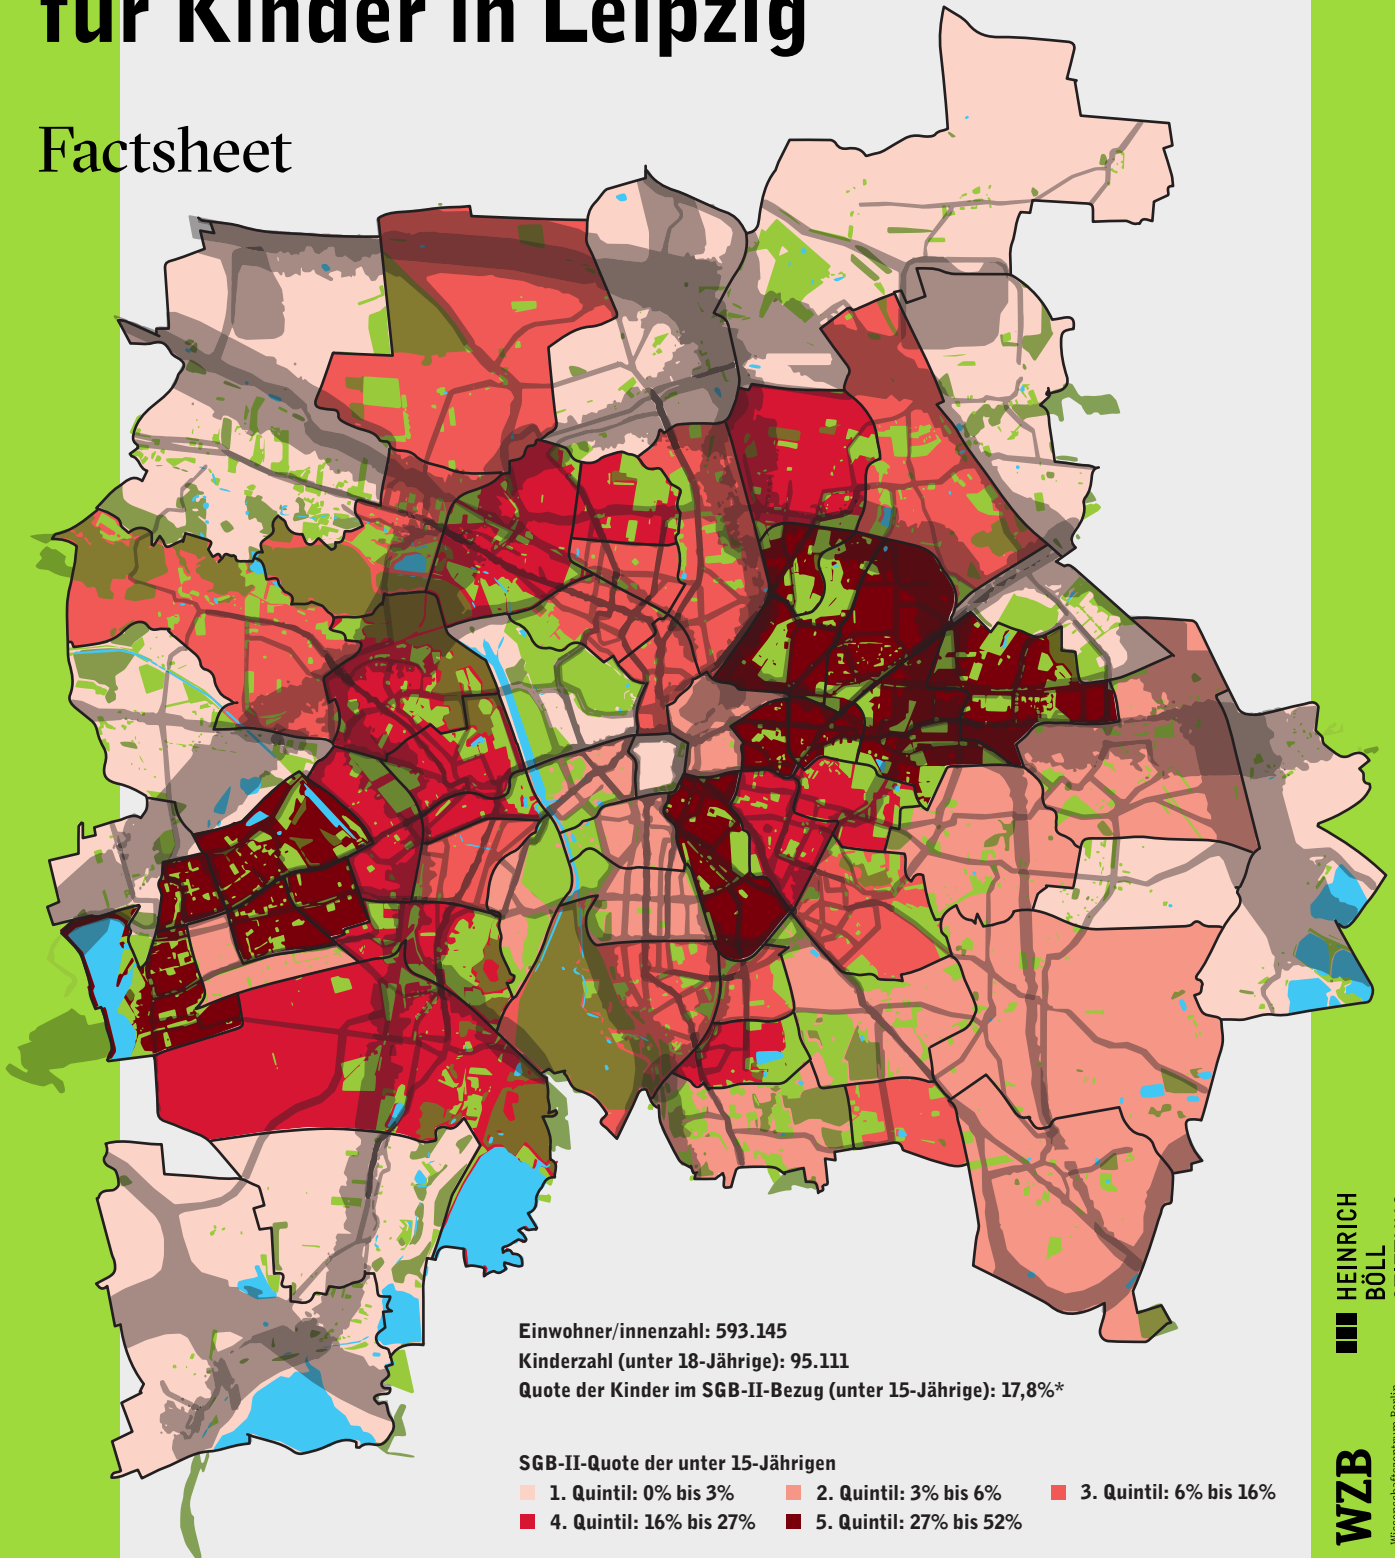 für Kinder in Leipzig
Factsheet
Einwohner/innenzahl: 593.145
Kinderzahl (unter 18-Jährige): 95.111
Quote der Kinder im SGB-II-Bezug (unter 15-Jährige): 17,8%*
SGB-II-Quote der unter 15-Jährigen
1. Quintil: 0% bis 3%
2. Quintil: 3% bis 6%
3. Quintil: 6% bis 16%
4. Quintil: 16% bis 27%
5. Quintil: 27% bis 52%
HEINRICH
BÖLL
WZB